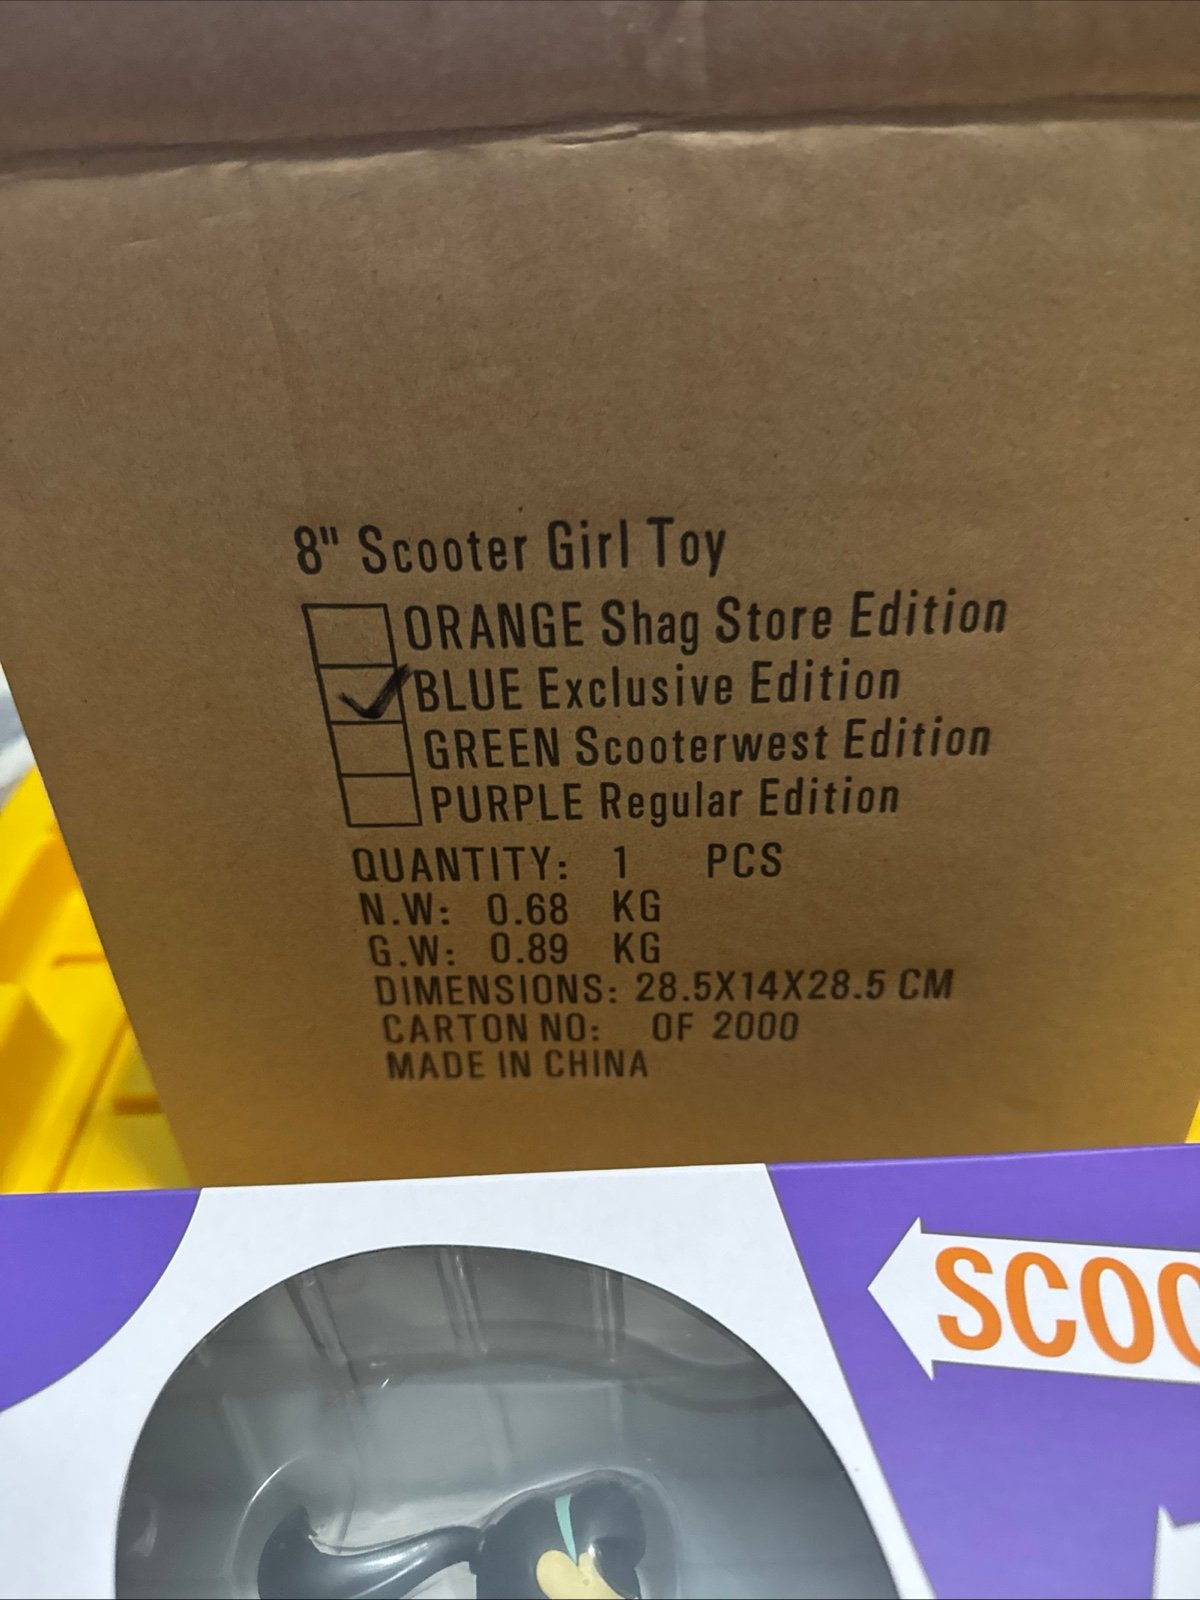 8" Scooter Girl Toy
ORANGE Shag Store Edition
BLUE Exclusive Edition
GREEN Scooterwest Edition
PURPLE Regular Edition
QUANTITY: 1 PCS
N.W: 0.68 KG
G.W: 0.89 KG
DIMENSIONS: 28.5X14X28.5 CM
CARTON NO: OF 2000
MADE IN CHINA
SCOO